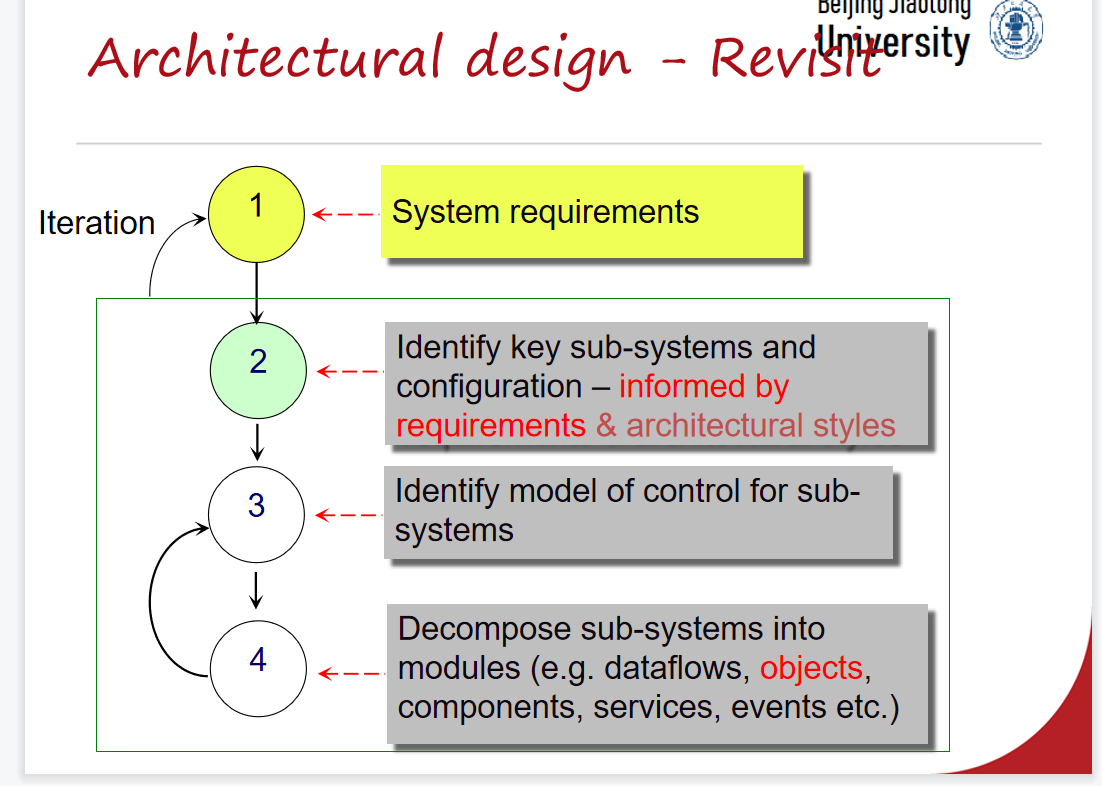 Beijing Jiaotong
University
Architectural design - Revisit
Iteration
1
System requirements
2
Identify key sub-systems and
configuration – informed by
requirements & architectural styles
3
Identify model of control for sub-
systems
4
Decompose sub-systems into
modules (e.g. dataflows, objects,
components, services, events etc.)